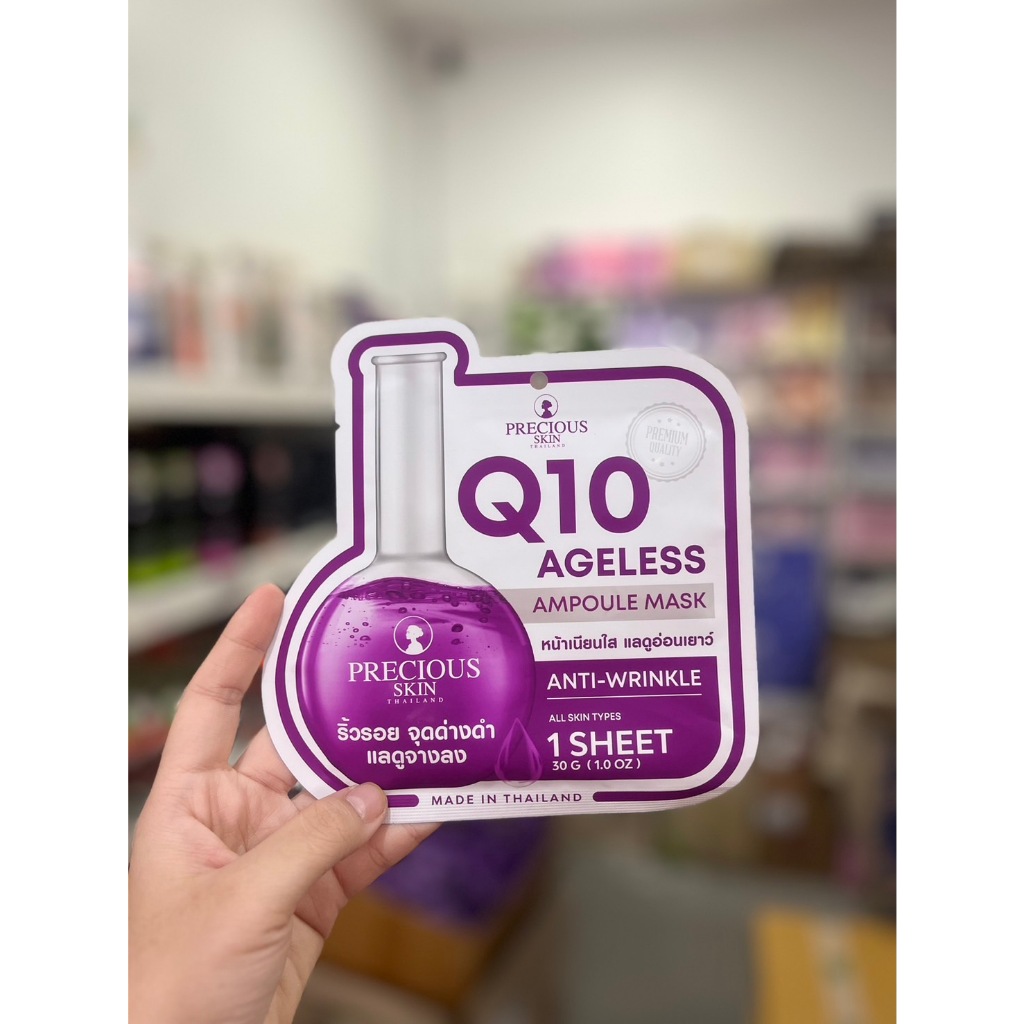 PRECIOUS
SKIN
THAILAND
PREMIUM
QUALITY
Q10
AGELESS
AMPOULE MASK
หน้าเนียนใส แลดูอ่อนเยาว์
ANTI-WRINKLE
ALL SKIN TYPES
1 SHEET
30 G ( 1.0 OZ )
PRECIOUS
SKIN
THAILAND
ริ้วรอย จุดด่างดำ
แลดูจางลง
MADE IN THAILAND